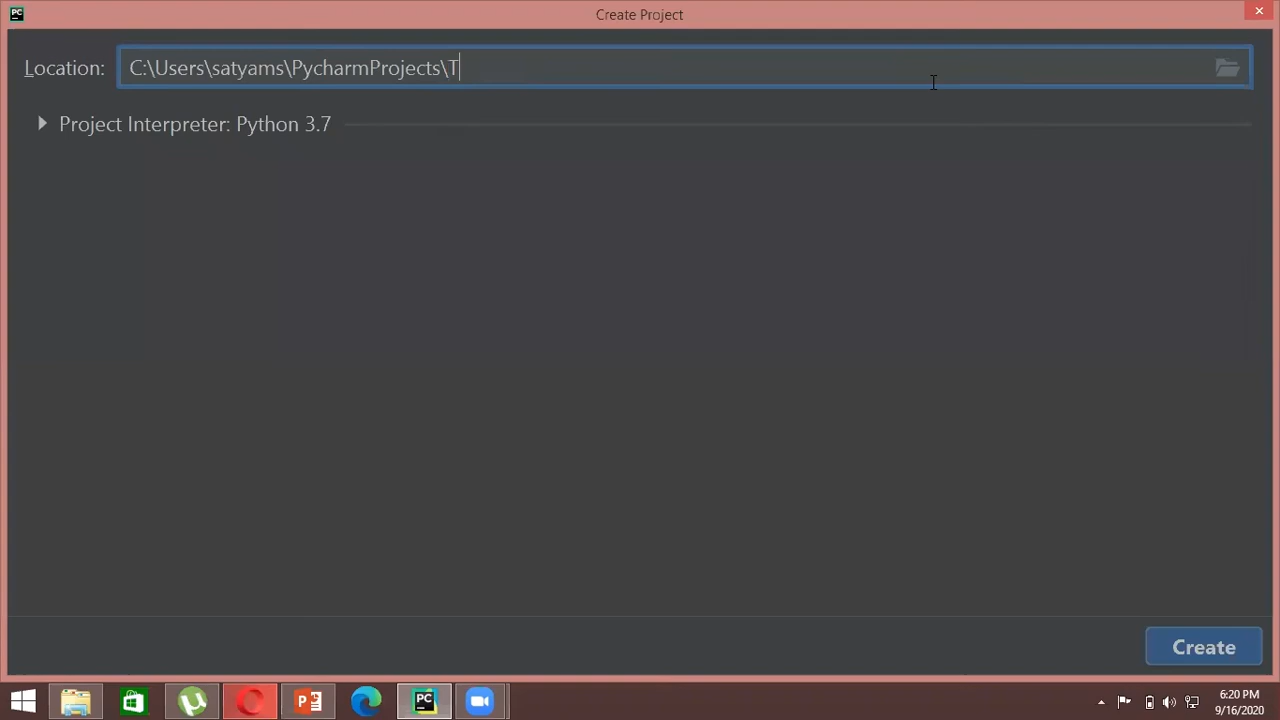 Create Project
Location: C:\Users\satyams\PycharmProjects\T
Project Interpreter: Python 3.7
Create
6:20 PM
9/16/2020